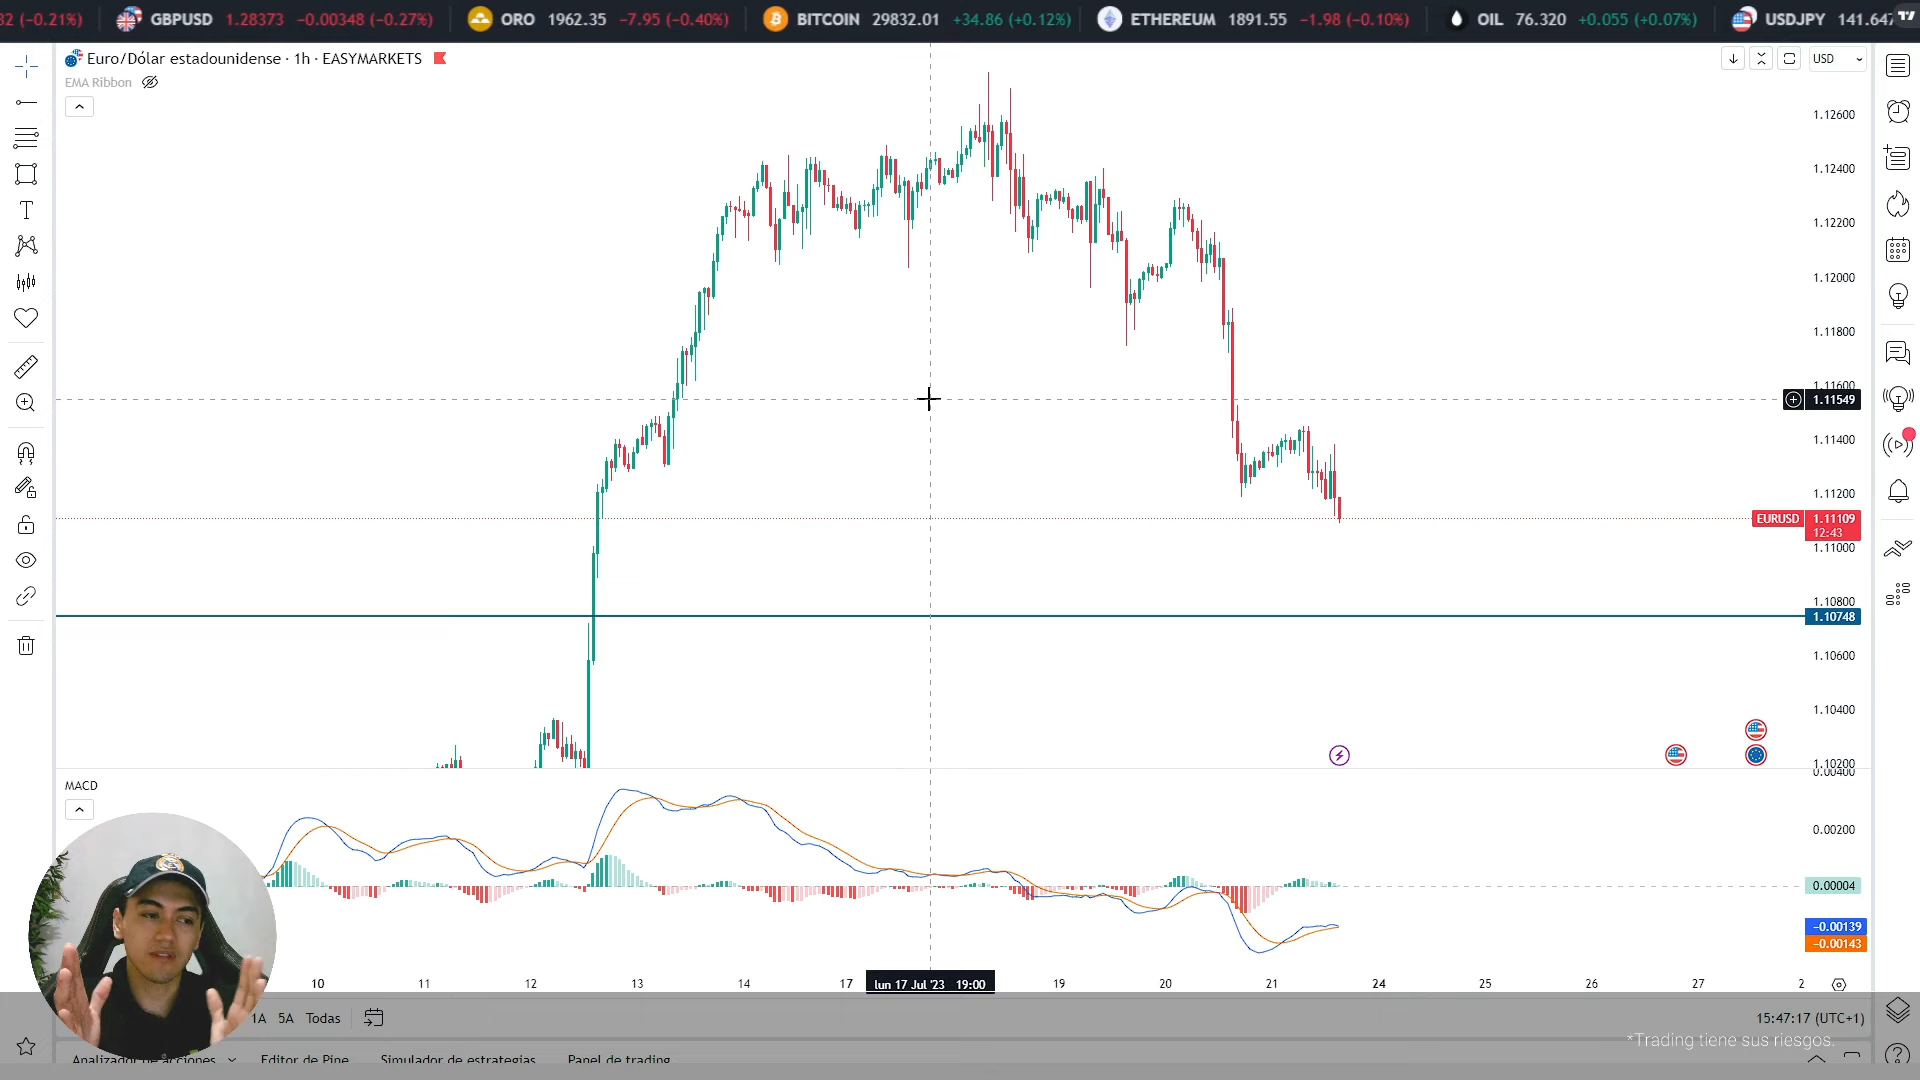 32 (−0.21%) GBPUSD 1.28373 −0.00348 (−0.27%) ORO 1962.35 −7.95 (−0.40%) BITCOIN 29832.01 +34.86 (+0.12%) ETHEREUM 1891.55 −1.98 (−0.10%) OIL 76.320 +0.055 (+0.07%) USDJPY 141.647
Euro/Dólar estadounidense · 1h · EASYMARKETS
USD
EMA Ribbon
1.12600
1.12400
1.12200
1.12000
1.11800
1.11600
1.11549
1.11400
1.11200
EURUSD 1.11109
12:43
1.11000
1.10800
1.10748
1.10600
1.10400
1.10200
0.00400
MACD
0.00200
0.00004
−0.00139
−0.00143
10 11 12 13 14 17 lun 17 Jul '23 19:00 19 20 21 24 25 26 27 2
1A 5A Todas
15:47:17 (UTC+1)
*Trading tiene sus riesgos.
Analizador de acciones Editor de Pine Simulador de estrategias Panel de trading